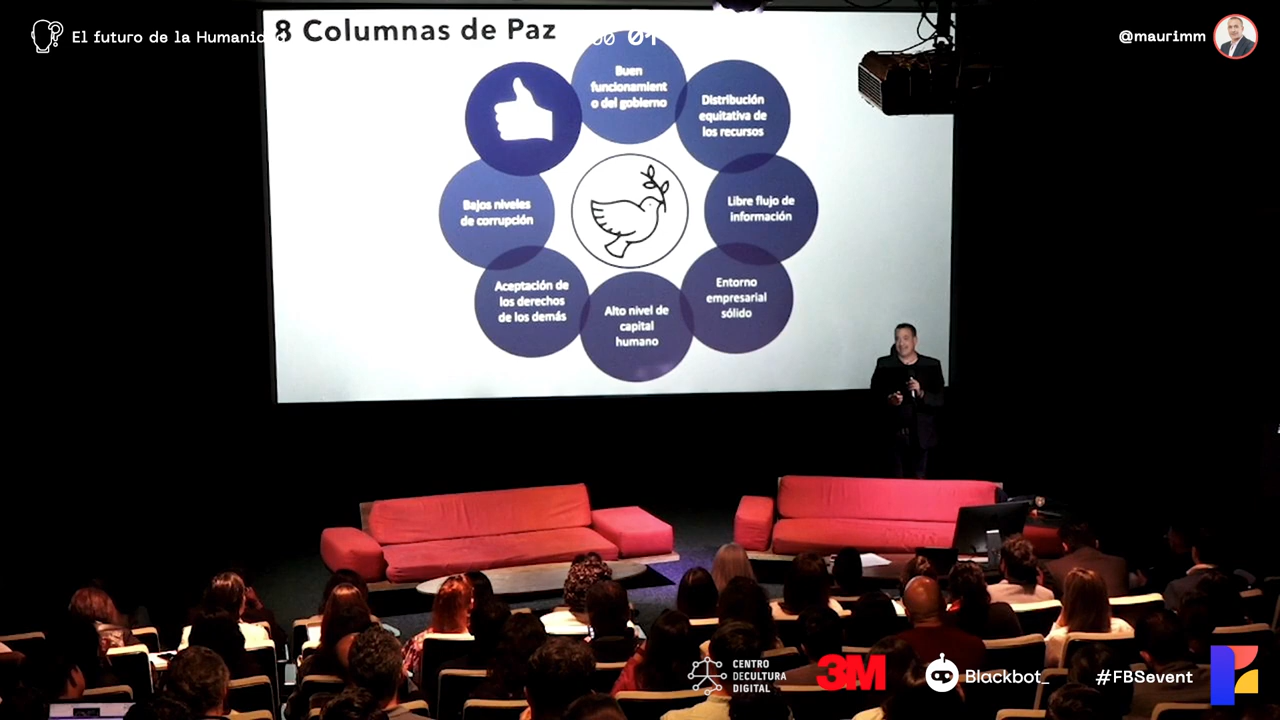 El futuro de la Humanid
8 Columnas de Paz
@maurimm
Buen
funcionamient
o del gobierno
Distribución
equitativa de
los recursos
Libre flujo de
información
Entorno
empresarial
sólido
Alto nivel de
capital
humano
Aceptación de
los derechos
de los demás
Bajos niveles
de corrupción
CENTRO
DECULTURA
DIGITAL
3M
Blackbot_
#FBSevent